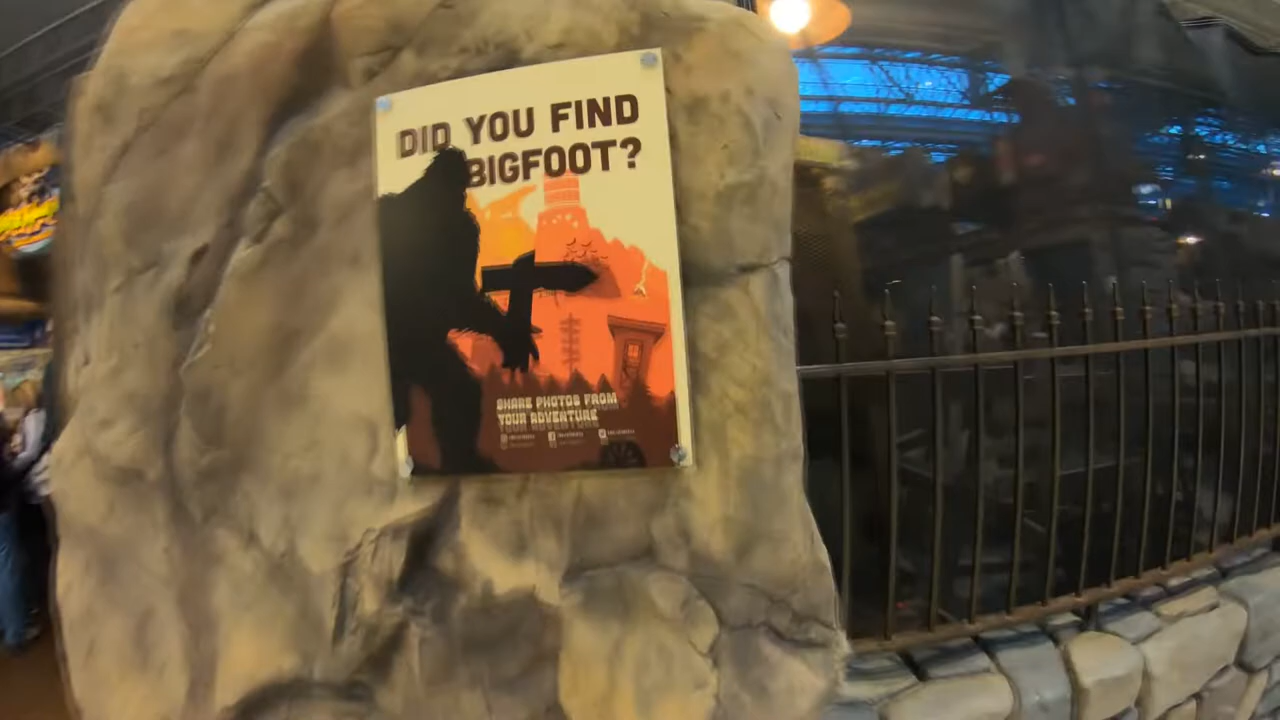 DID YOU FIND
BIGFOOT?
SHARE PHOTOS FROM
YOUR ADVENTURE